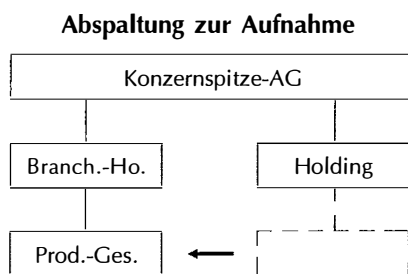 Abspaltung zur Aufnahme
Konzernspitze-AG
Branch.-Ho. Holding
Prod.-Ges.